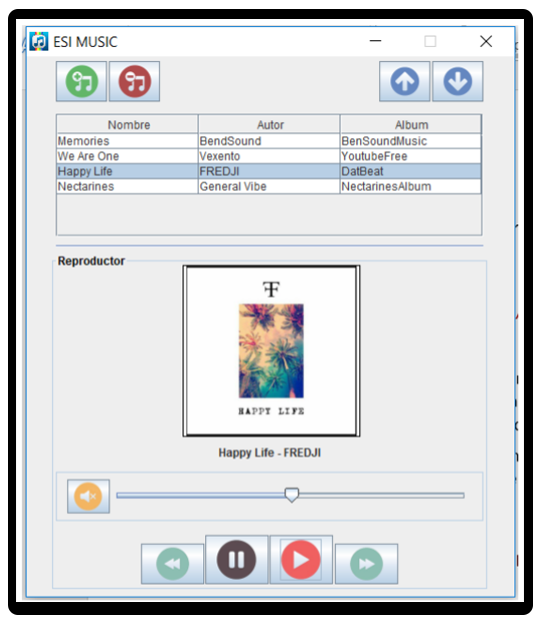 ESI MUSIC
Nombre Autor Album
Memories BendSound BenSoundMusic
We Are One Vexento YoutubeFree
Happy Life FREDJI DatBeat
Nectarines General Vibe NectarinesAlbum
Reproductor
HAPPY LIFE
Happy Life - FREDJI